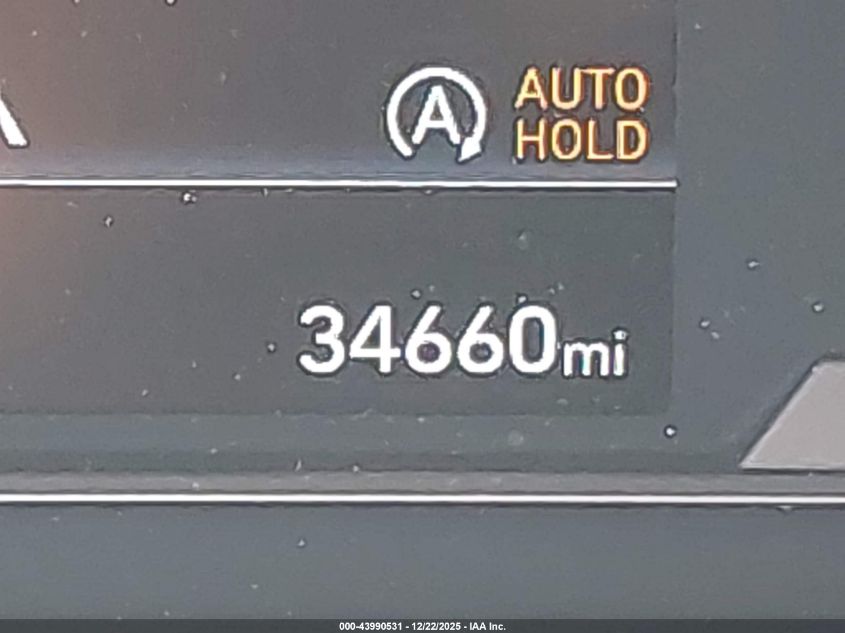 A AUTO
HOLD
34660mi
000-43990531 - 12/22/2025 - IAA Inc.